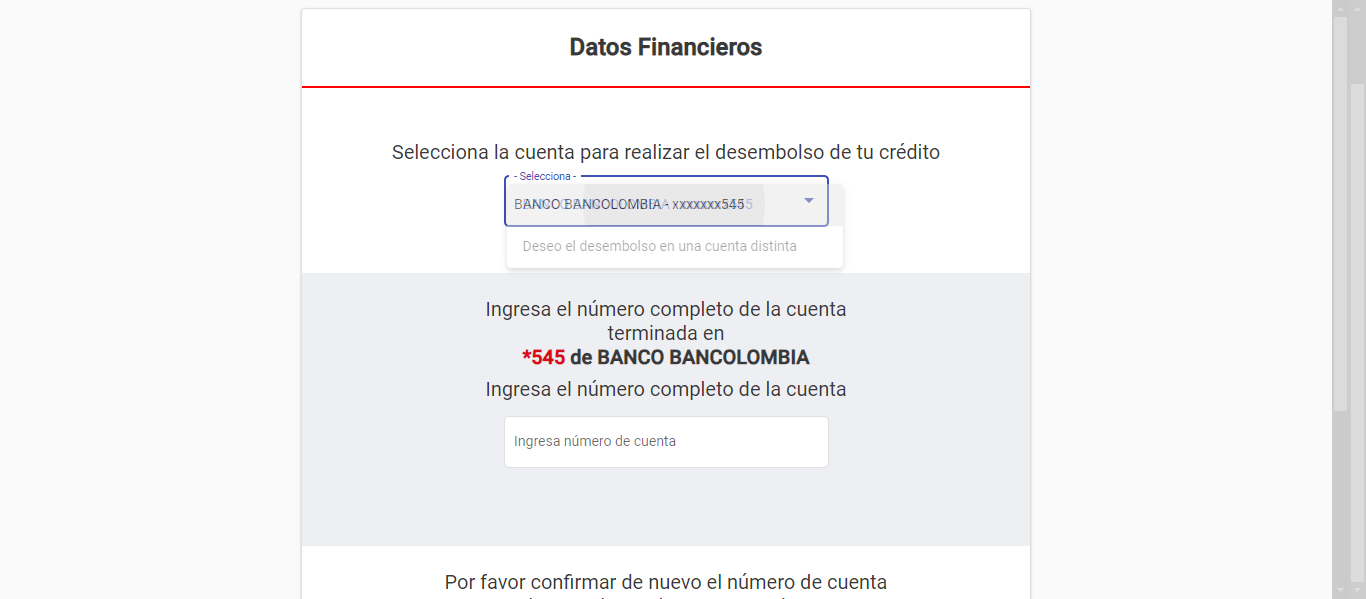 Datos Financieros
Selecciona la cuenta para realizar el desembolso de tu crédito
- Selecciona -
BANCO BANCOLOMBIA - xxxxxxx545
Deseo el desembolso en una cuenta distinta
Ingresa el número completo de la cuenta
terminada en
*545 de BANCO BANCOLOMBIA
Ingresa el número completo de la cuenta
Ingresa número de cuenta
Por favor confirmar de nuevo el número de cuenta